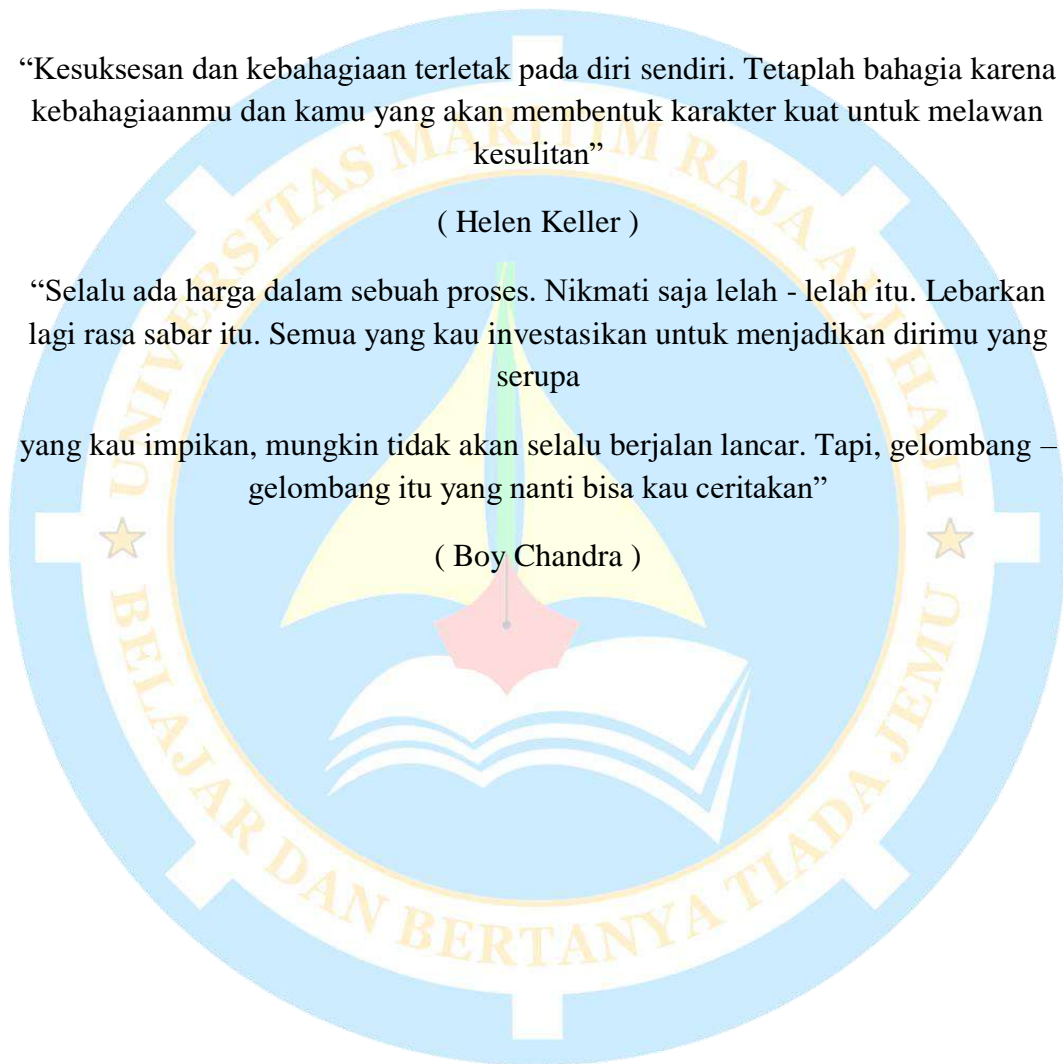 “Kesuksesan dan kebahagiaan terletak pada diri sendiri. Tetaplah bahagia karena
kebahagiaanmu dan kamu yang akan membentuk karakter kuat untuk melawan
kesulitan”
( Helen Keller )
“Selalu ada harga dalam sebuah proses. Nikmati saja lelah - lelah itu. Lebarkan
lagi rasa sabar itu. Semua yang kau investasikan untuk menjadikan dirimu yang
serupa
yang kau impikan, mungkin tidak akan selalu berjalan lancar. Tapi, gelombang –
gelombang itu yang nanti bisa kau ceritakan”
( Boy Chandra )
UNIVERSITAS MARITIM RAJA ALI HAJI
BELAJAR DAN BERTANYA TIADA JEMU